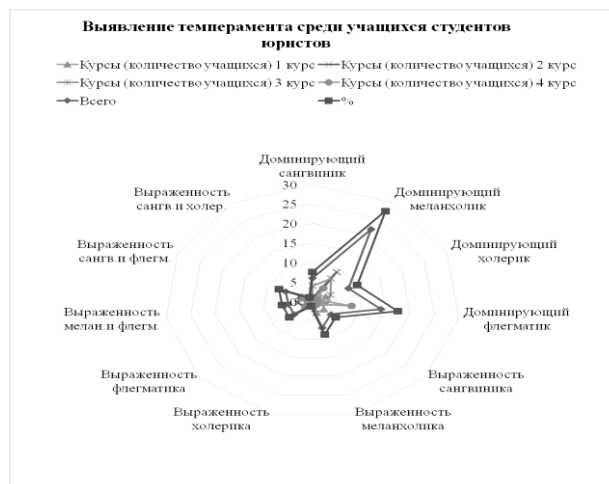 Выявление темперамента среди учащихся студентов
юристов
Курсы (количество учащихся) 1 курс
Курсы (количество учащихся) 2 курс
Курсы (количество учащихся) 3 курс
Курсы (количество учащихся) 4 курс
Всего
%
Доминирующий
сангвиник
30
25
20
15
10
5
0
Доминирующий
меланхолик
Доминирующий
холерик
Доминирующий
флегматик
Выраженность
сангвиника
Выраженность
меланхолика
Выраженность
холерика
Выраженность
флегматика
Выраженность
мелан.и флегм.
Выраженность
сангв.и флегм.
Выраженность
сангв.и холер.